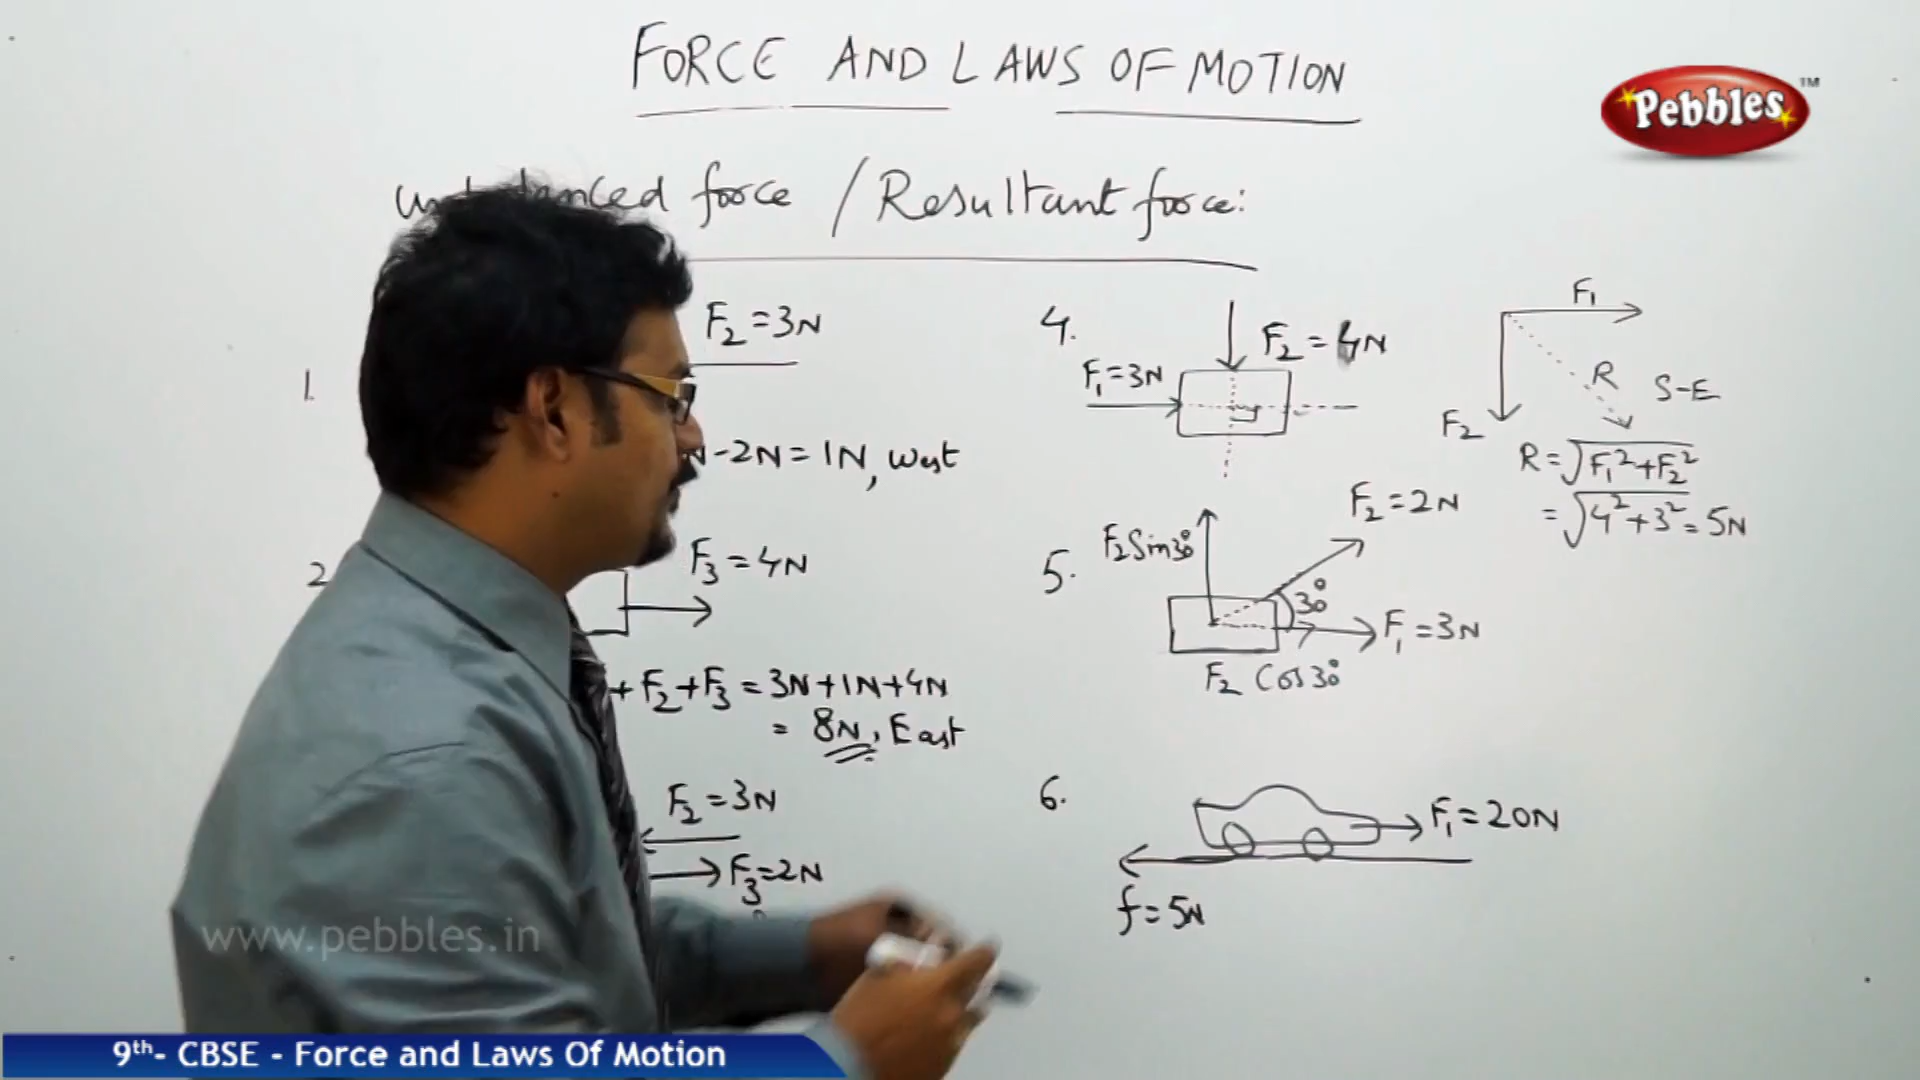 FORCE AND LAWS OF MOTION
Pebbles TM
force / Resultant force:
1.
F2 = 3N
-2N = 1N, West
2
F3 = 4N
+ F2 + F3 = 3N + 1N + 4N
= 8N, East
F2 = 3N
F3 = 2N
4.
F1 = 3N
F2 = 4N
F1
F2
R
S-E
R = √F1² + F2²
= √4² + 3² = 5N
5.
F2 Sin30°
F2 = 2N
30°
F1 = 3N
F2 Cos30°
6.
F1 = 20N
f = 5N
www.pebbles.in
9th- CBSE - Force and Laws Of Motion